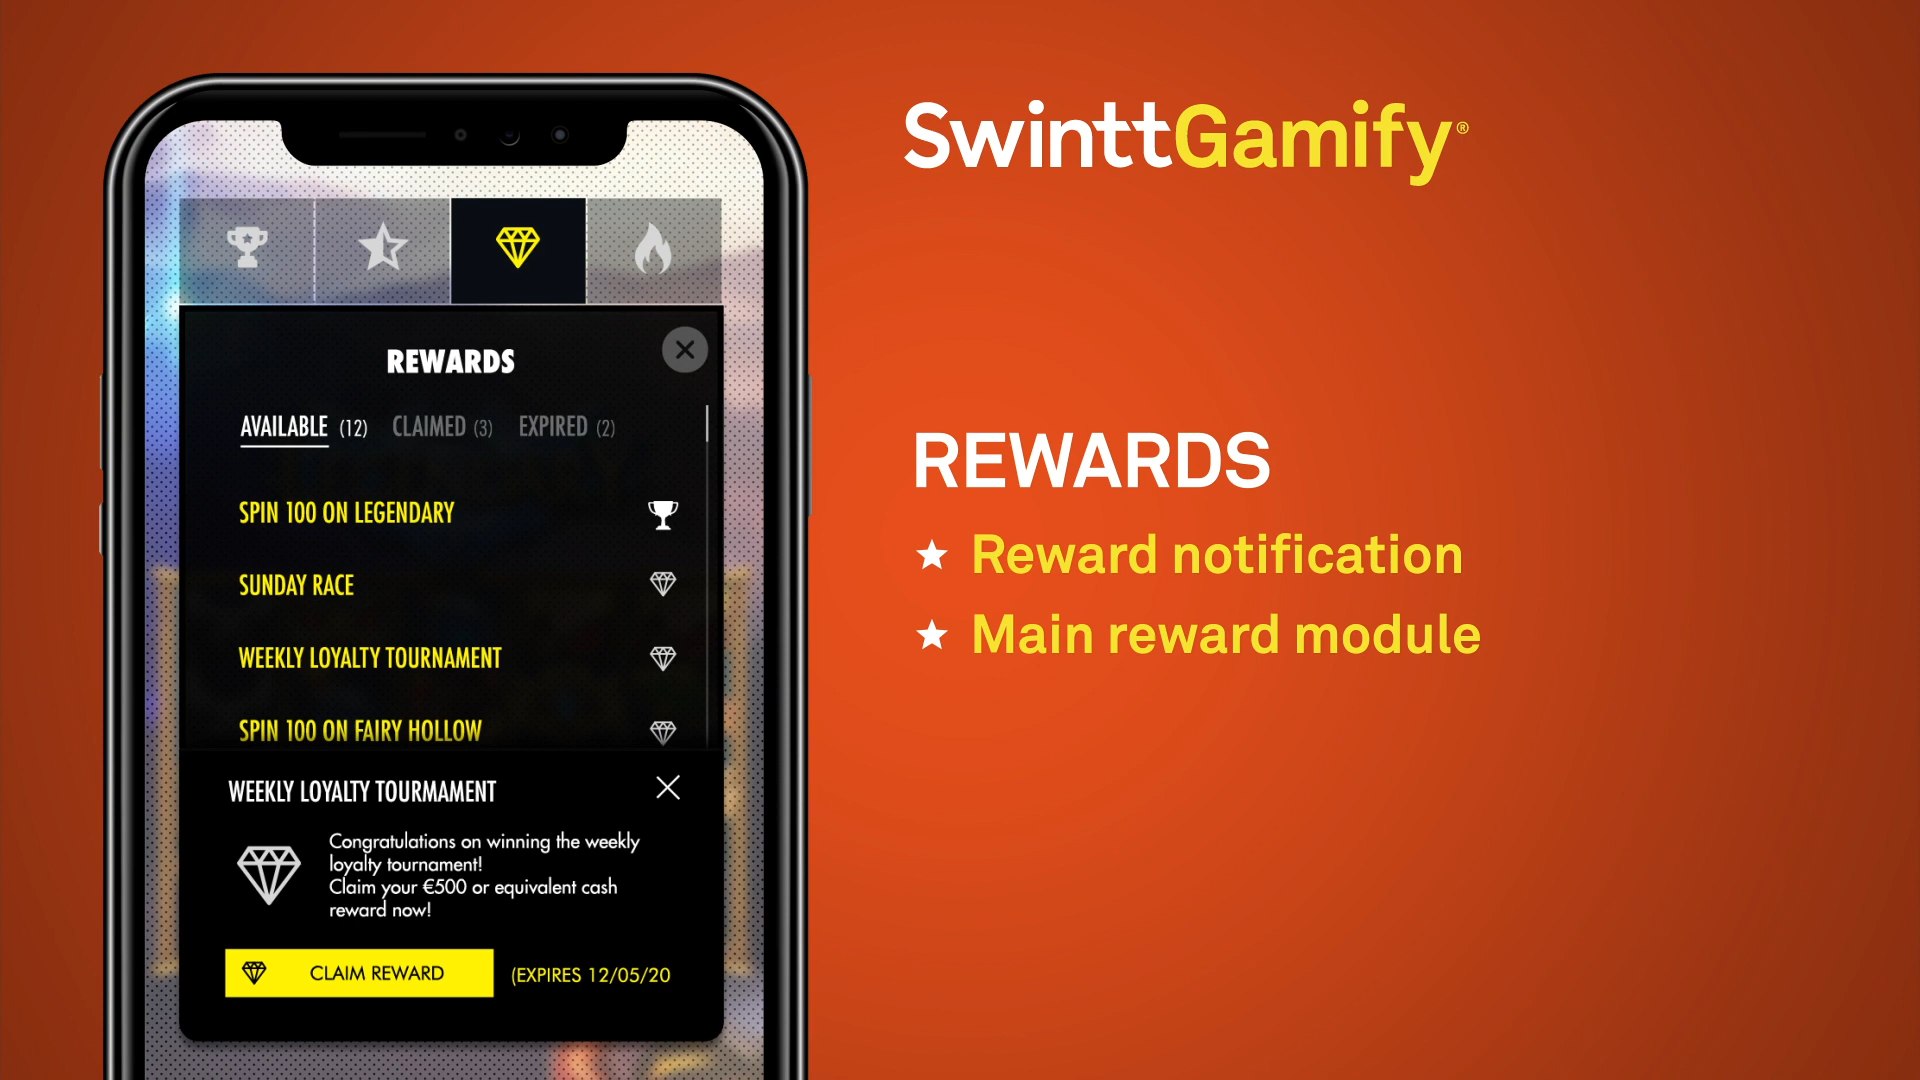 REWARDS
AVAILABLE (12) CLAIMED (3) EXPIRED (2)
SPIN 100 ON LEGENDARY
SUNDAY RACE
WEEKLY LOYALTY TOURNAMENT
SPIN 100 ON FAIRY HOLLOW
WEEKLY LOYALTY TOURMAMENT
Congratulations on winning the weekly
loyalty tournament!
Claim your €500 or equivalent cash
reward now!
CLAIM REWARD (EXPIRES 12/05/20
SwinttGamify®
REWARDS
Reward notification
Main reward module